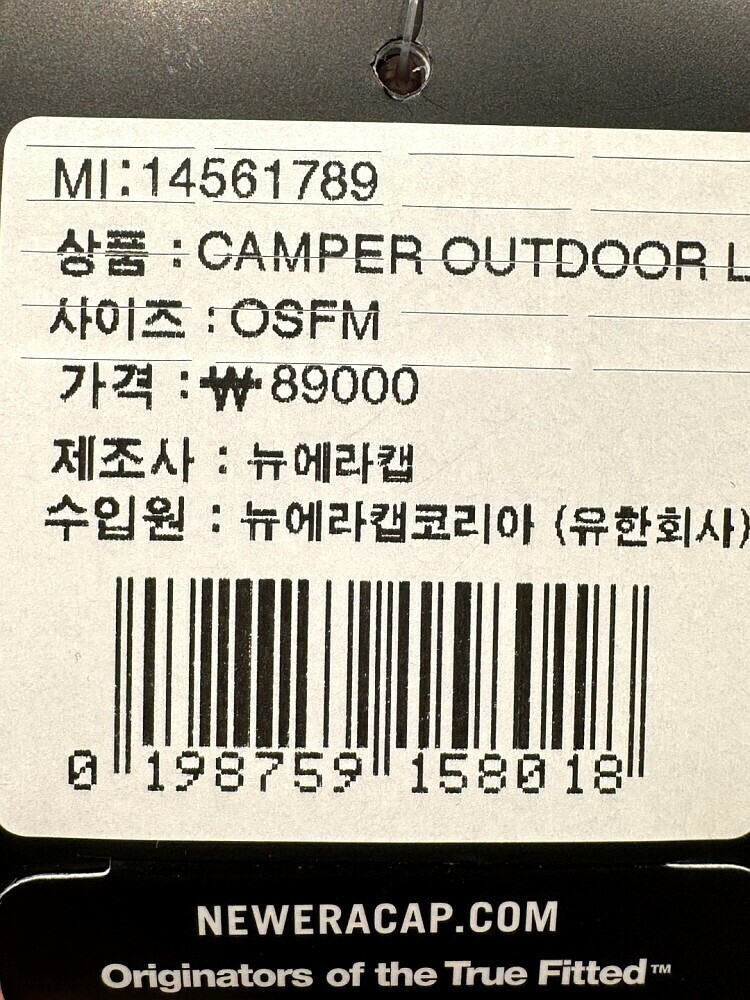 MI:14561789
상품 : CAMPER OUTDOOR L
사이즈 : OSFM
가격 : ₩89000
제조사 : 뉴에라캡
수입원 : 뉴에라캡코리아 (유한회사)
0 198759 158018
NEWERACAP.COM
Originators of the True Fitted™